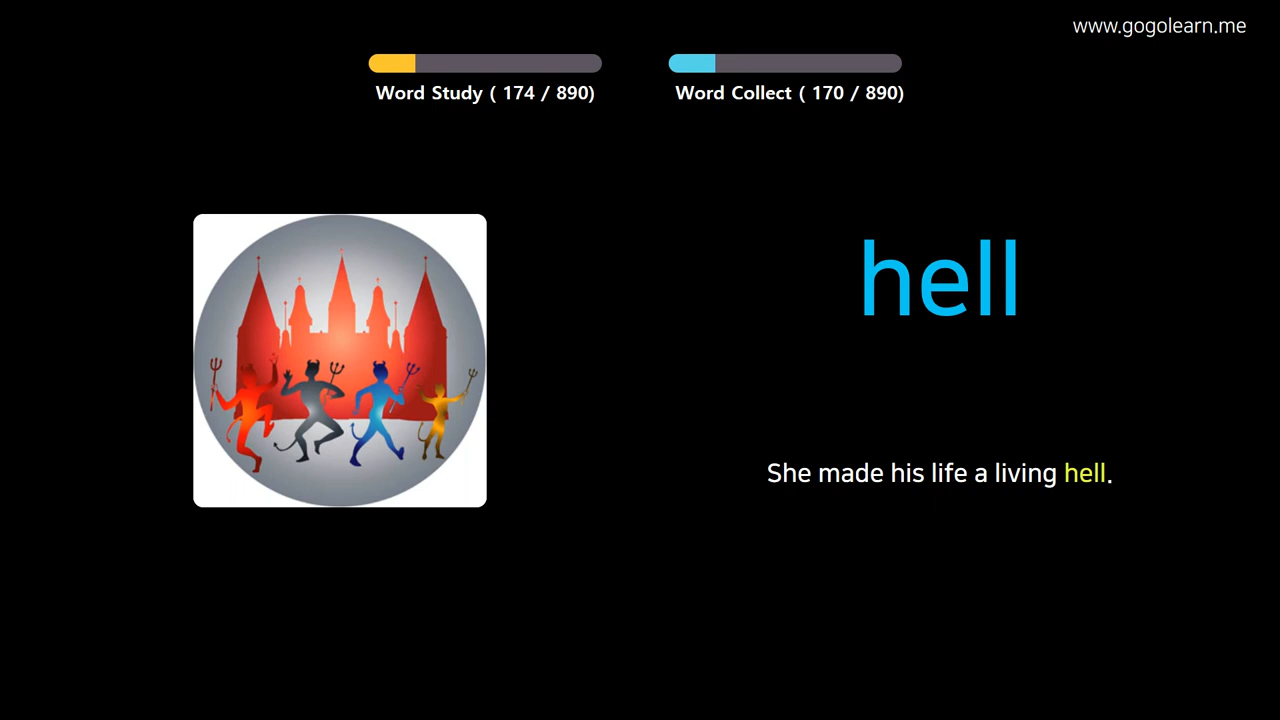 www.gogolearn.me
Word Study ( 174 / 890)
Word Collect ( 170 / 890)
hell
She made his life a living hell.